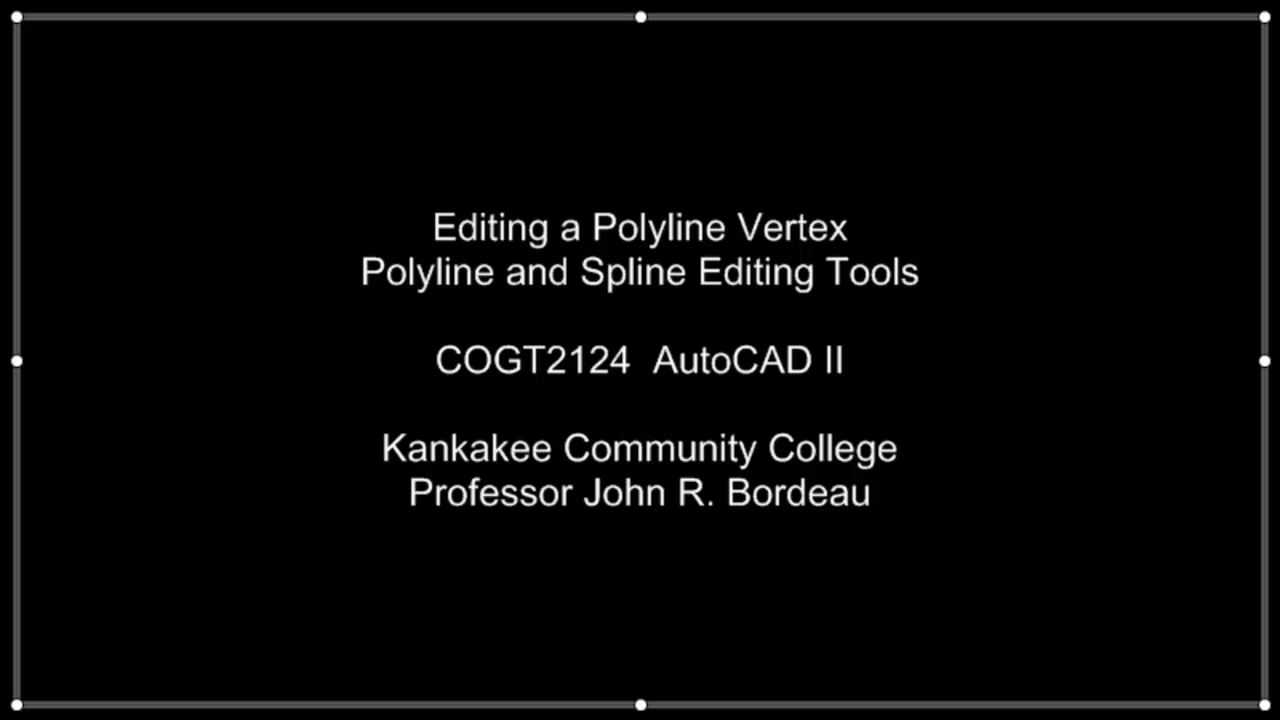 Editing a Polyline Vertex
Polyline and Spline Editing Tools
COGT2124 AutoCAD II
Kankakee Community College
Professor John R. Bordeau